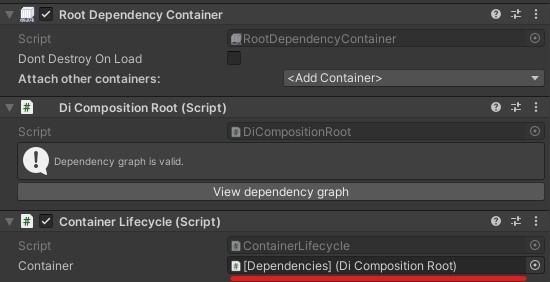 Root Dependency Container
Script RootDependencyContainer
Dont Destroy On Load
Attach other containers: <Add Container>
# Di Composition Root (Script)
Script # DiCompositionRoot
Dependency graph is valid.
View dependency graph
# Container Lifecycle (Script)
Script # ContainerLifecycle
Container # [Dependencies] (Di Composition Root)